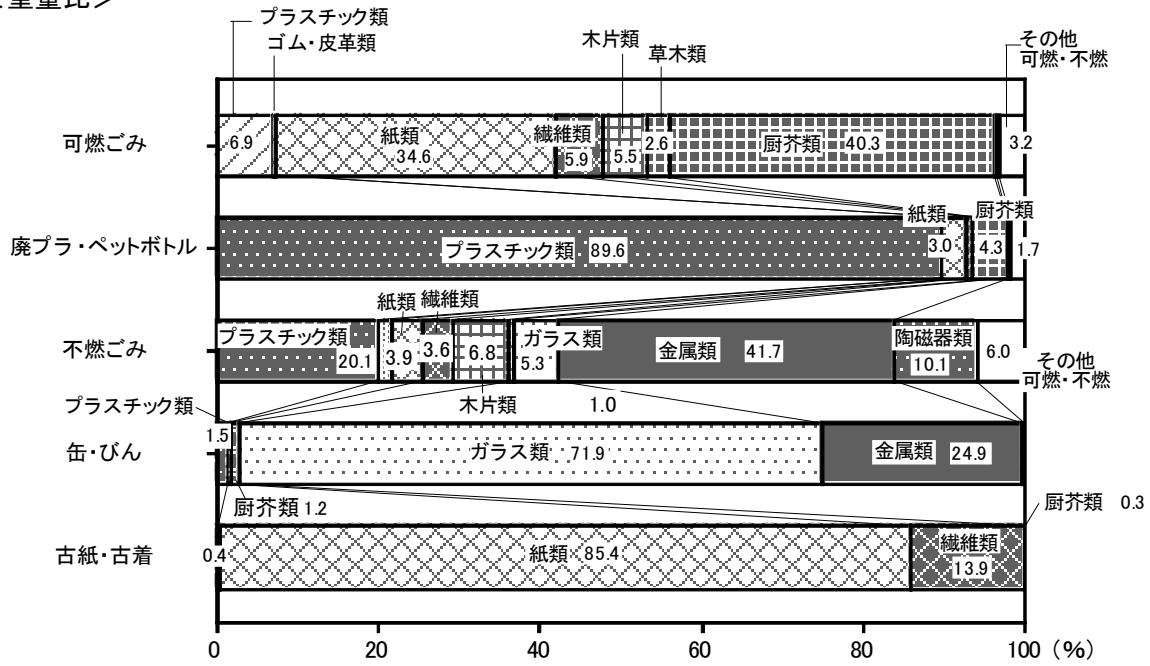 プラスチック類
ゴム・皮革類
木片類
草木類
その他
可燃・不燃
可燃ごみ
6.9
紙類
34.6
繊維類
5.9
5.5
2.6
厨芥類 40.3
3.2
廃プラ・ペットボトル
プラスチック類 89.6
紙類
3.0
厨芥類
4.3
1.7
不燃ごみ
プラスチック類
20.1
紙類
3.9
繊維類
3.6
6.8
木片類
ガラス類
5.3
金属類 41.7
陶磁器類
10.1
6.0
その他
可燃・不燃
プラスチック類
1.0
缶・びん
1.5
ガラス類 71.9
金属類 24.9
厨芥類 1.2
厨芥類 0.3
古紙・古着
0.4
紙類 85.4
繊維類
13.9
0 20 40 60 80 100 (%)